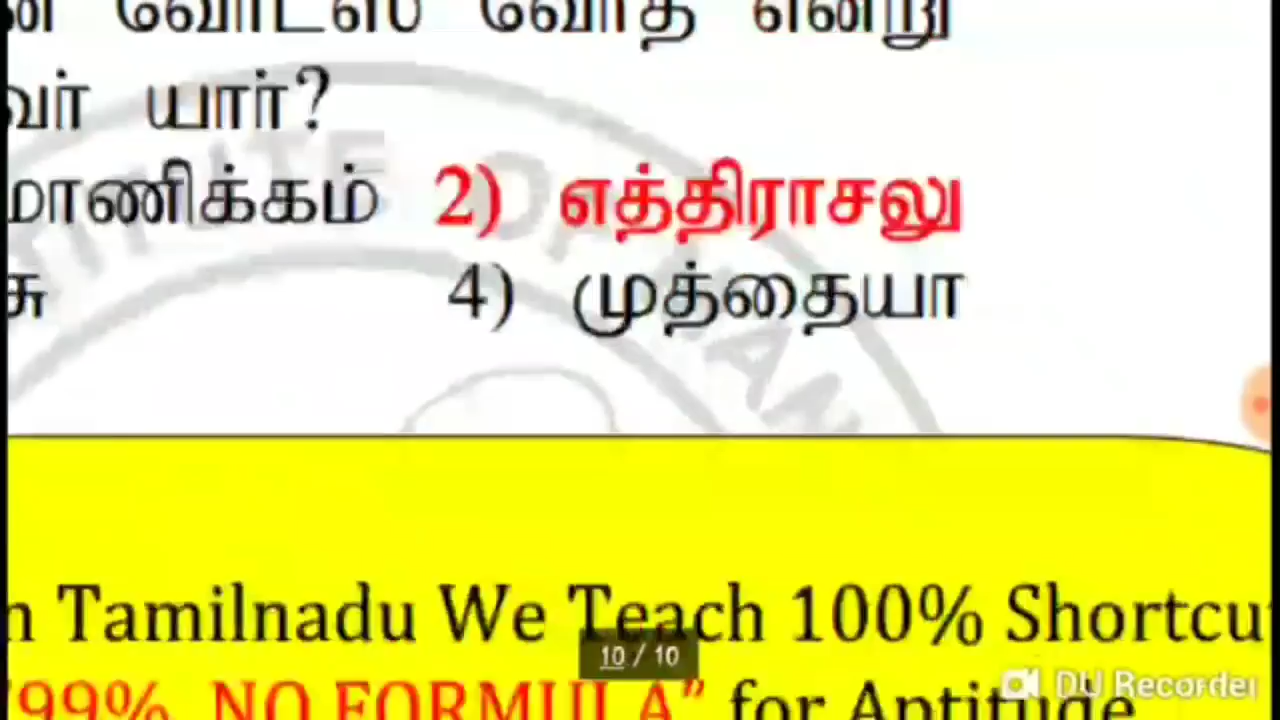 வோட்ஸ் வோர்த் என்று
வர் யார்?
மாணிக்கம் 2) எத்திராசலு
சு 4) முத்தையா
n Tamilnadu We Teach 100% Shortcu
"99% NO FORMULA" for Aptitude
10 / 10
DU Recorder